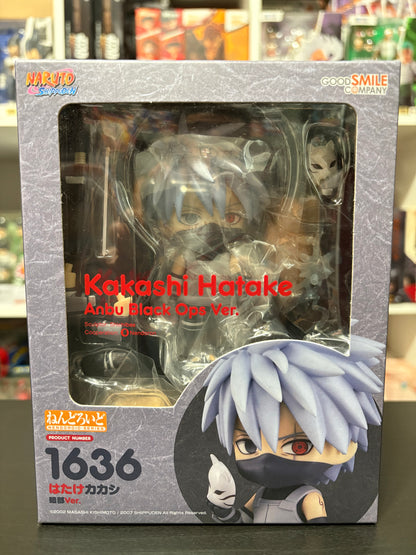 NARUTO
GOOD SMILE
COMPANY
Kakashi Hatake
Anbu Black Ops Ver.
ねんどろいど
NENDOROID SERIES
PRODUCT NUMBER
1636
はたけカカシ
暗部Ver.
©2002 MASASHI KISHIMOTO / 2007 SHIPPUDEN All Rights Reserved.